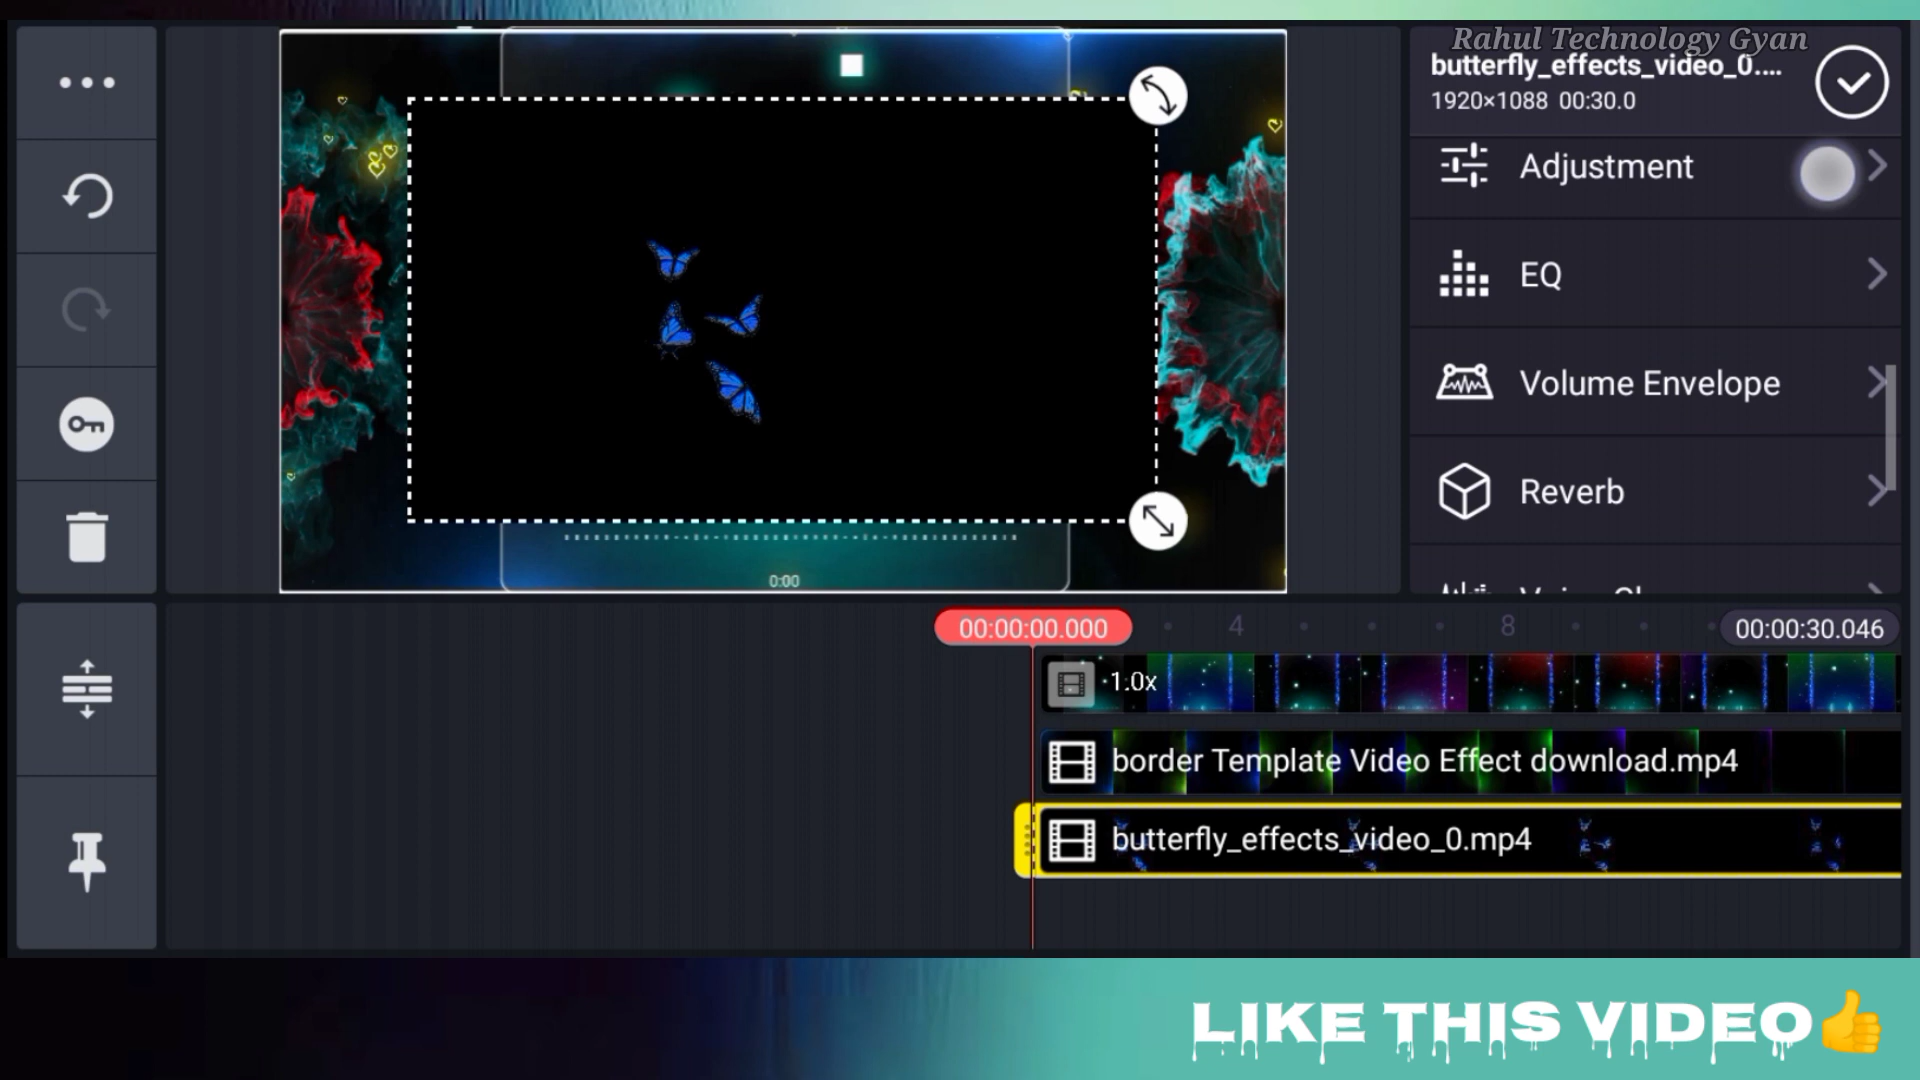 Rahul Technology Gyan
butterfly_effects_video_0....
1920×1088 00:30.0
Adjustment
EQ
Volume Envelope
Reverb
0:00
00:00:00.000
4
8
00:00:30.046
1.0x
border Template Video Effect download.mp4
butterfly_effects_video_0.mp4
LIKE THIS VIDEO👍